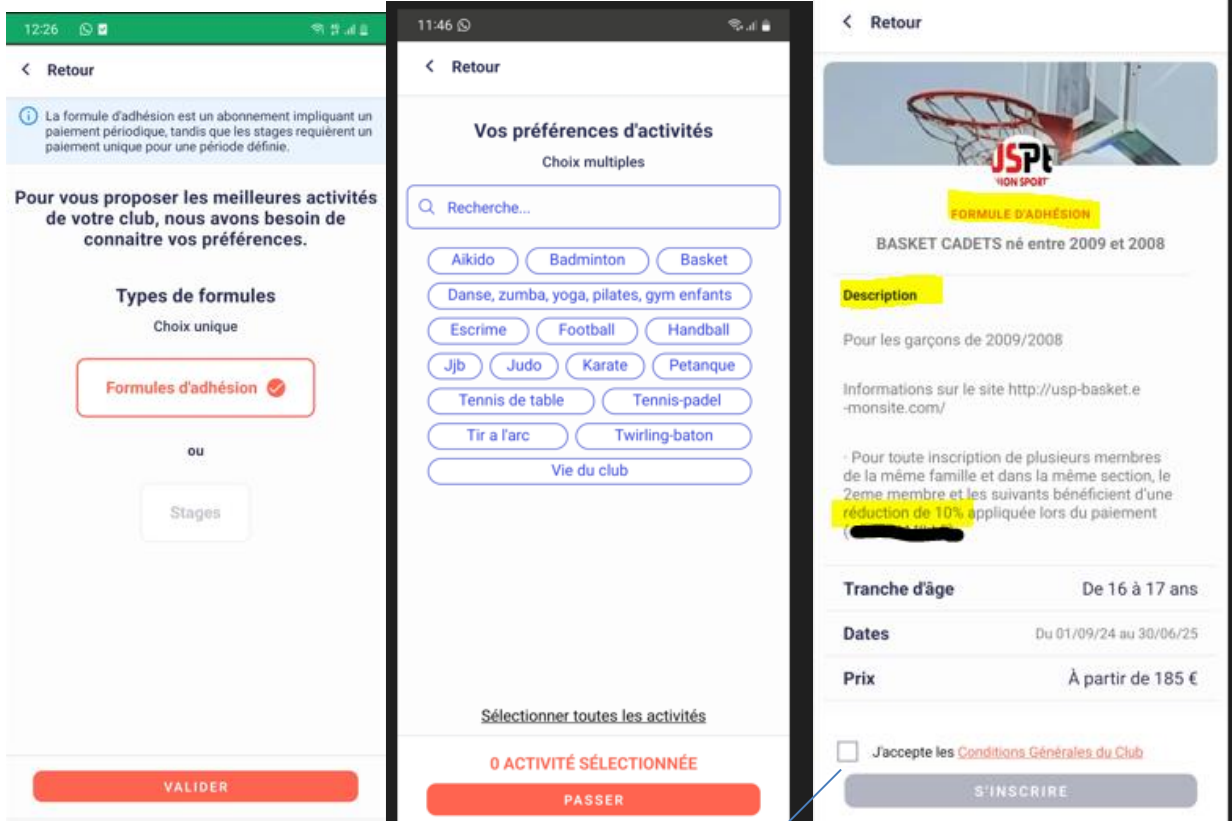 12:26
Retour
La formule d'adhésion est un abonnement impliquant un
paiement périodique, tandis que les stages requièrent un
paiement unique pour une période définie.
Pour vous proposer les meilleures activités
de votre club, nous avons besoin de
connaitre vos préférences.
Types de formules
Choix unique
Formules d'adhésion
ou
Stages
VALIDER
11:46
Retour
Vos préférences d'activités
Choix multiples
Recherche...
Aikido Badminton Basket
Danse, zumba, yoga, pilates, gym enfants
Escrime Football Handball
Jjb Judo Karate Petanque
Tennis de table Tennis-padel
Tir a l'arc Twirling-baton
Vie du club
Sélectionner toutes les activités
0 ACTIVITÉ SÉLECTIONNÉE
PASSER
Retour
FORMULE D'ADHÉSION
BASKET CADETS né entre 2009 et 2008
Description
Pour les garçons de 2009/2008
Informations sur le site http://usp-basket.e
-monsite.com/
· Pour toute inscription de plusieurs membres
de la même famille et dans la même section, le
2eme membre et les suivants bénéficient d'une
réduction de 10% appliquée lors du paiement
(
Tranche d'âge De 16 à 17 ans
Dates Du 01/09/24 au 30/06/25
Prix À partir de 185 €
J'accepte les Conditions Générales du Club
S'INSCRIRE